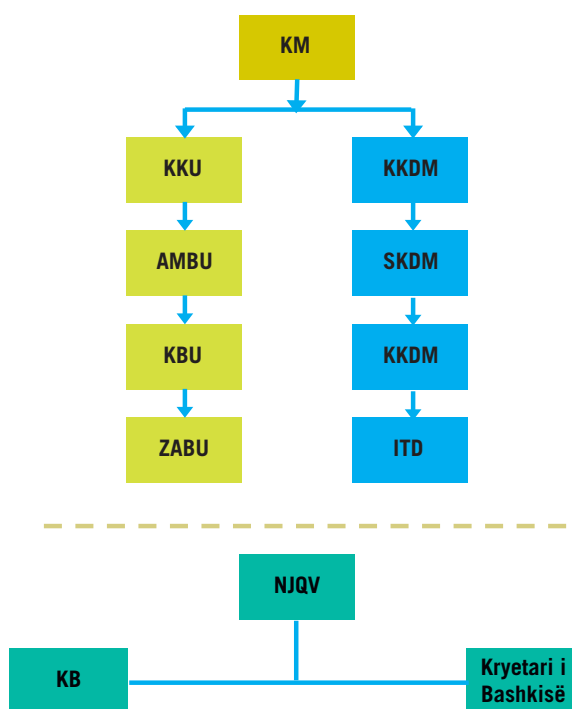 KM
KKU
KKDM
AMBU
SKDM
KBU
KKDM
ZABU
ITD
NJQV
KB
Kryetari i
Bashkisë